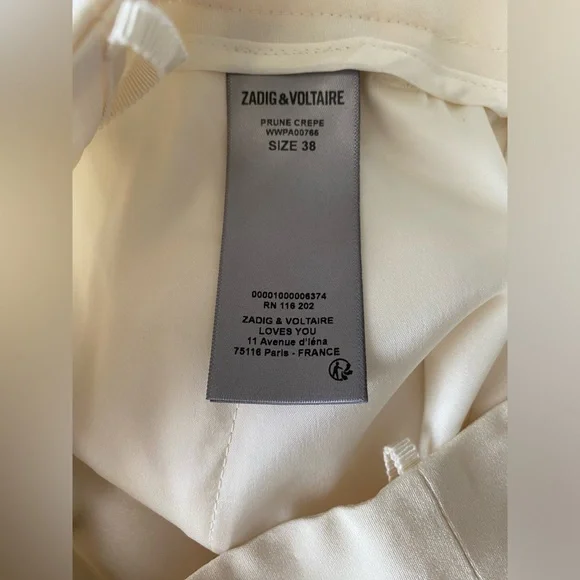 ZADIG & VOLTAIRE
PRUNE CREPE
WWPA00766
SIZE 38
00001000006374
RN 116 202
ZADIG & VOLTAIRE
LOVES YOU
11 Avenue d'Iéna
75116 Paris - FRANCE